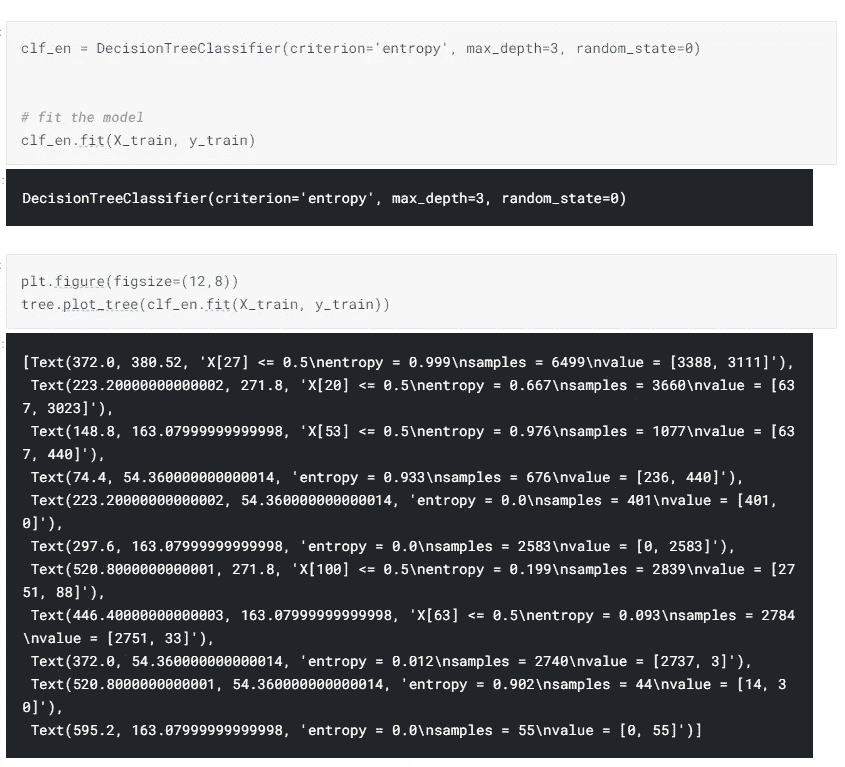 clf_en = DecisionTreeClassifier(criterion='entropy', max_depth=3, random_state=0)
# fit the model
clf_en.fit(X_train, y_train)
DecisionTreeClassifier(criterion='entropy', max_depth=3, random_state=0)
plt.figure(figsize=(12,8))
tree.plot_tree(clf_en.fit(X_train, y_train))
[Text(372.0, 380.52, 'X[27] <= 0.5\nentropy = 0.999\nsamples = 6499\nvalue = [3388, 3111]'),
Text(223.20000000000002, 271.8, 'X[20] <= 0.5\nentropy = 0.667\nsamples = 3660\nvalue = [63
7, 3023]'),
Text(148.8, 163.07999999999998, 'X[53] <= 0.5\nentropy = 0.976\nsamples = 1077\nvalue = [63
7, 440]'),
Text(74.4, 54.360000000000014, 'entropy = 0.933\nsamples = 676\nvalue = [236, 440]'),
Text(223.20000000000002, 54.360000000000014, 'entropy = 0.0\nsamples = 401\nvalue = [401,
0]'),
Text(297.6, 163.07999999999998, 'entropy = 0.0\nsamples = 2583\nvalue = [0, 2583]'),
Text(520.8000000000001, 271.8, 'X[100] <= 0.5\nentropy = 0.199\nsamples = 2839\nvalue = [27
51, 88]'),
Text(446.40000000000003, 163.07999999999998, 'X[63] <= 0.5\nentropy = 0.093\nsamples = 2784
\nvalue = [2751, 33]'),
Text(372.0, 54.360000000000014, 'entropy = 0.012\nsamples = 2740\nvalue = [2737, 3]'),
Text(520.8000000000001, 54.360000000000014, 'entropy = 0.902\nsamples = 44\nvalue = [14, 3
0]'),
Text(595.2, 163.07999999999998, 'entropy = 0.0\nsamples = 55\nvalue = [0, 55]')]